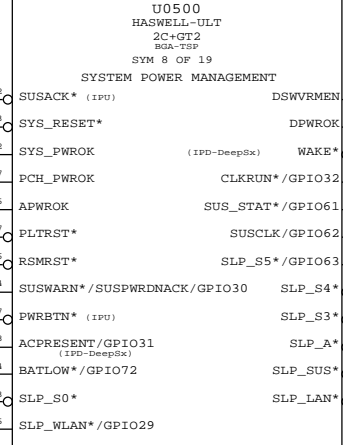 U0500
HASWELL-ULT
2C+GT2
BGA-TSP
SYM 8 OF 19
SYSTEM POWER MANAGEMENT
SUSACK* (IPU) DSWVRMEN
SYS_RESET* DPWROK
SYS_PWROK (IPD-DeepSx) WAKE*
PCH_PWROK CLKRUN*/GPIO32
APWROK SUS_STAT*/GPIO61
PLTRST* SUSCLK/GPIO62
RSMRST* SLP_S5*/GPIO63
SUSWARN*/SUSPWRDNACK/GPIO30 SLP_S4*
PWRBTN* (IPU) SLP_S3*
ACPRESENT/GPIO31 SLP_A*
(IPD-DeepSx)
BATLOW*/GPIO72 SLP_SUS*
SLP_S0* SLP_LAN*
SLP_WLAN*/GPIO29